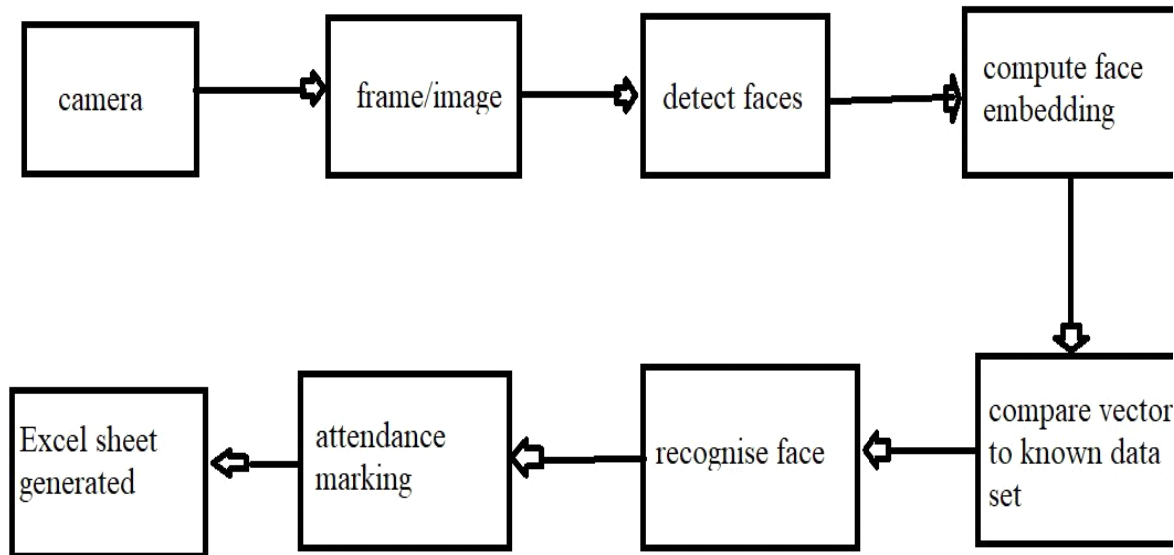 camera
frame/image
detect faces
compute face
embedding
compare vector
to known data
set
recognise face
attendance
marking
Excel sheet
generated